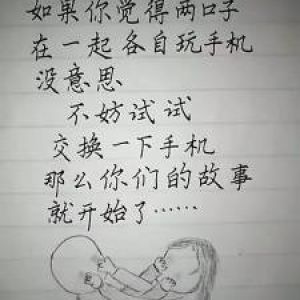 如果你觉得两口子
在一起各自玩手机
没意思
不妨试试
交换一下手机
那么你们的故事
就开始了……